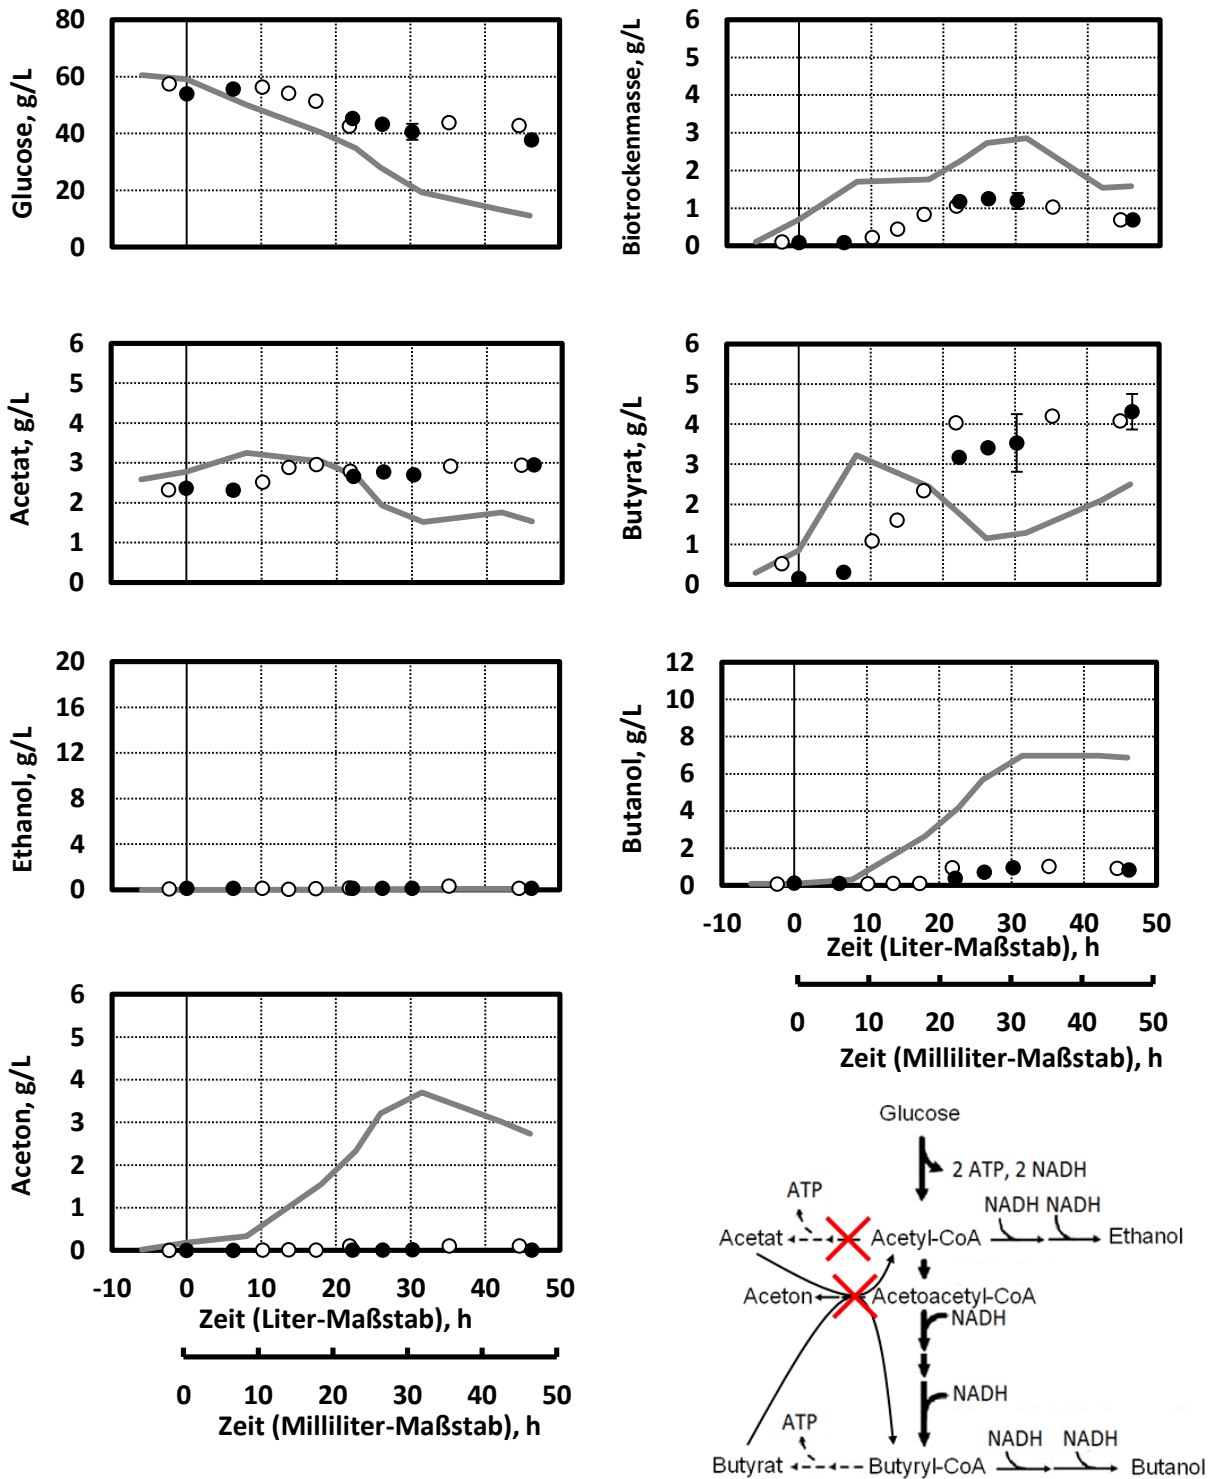 Glucose, g/L
80
60
40
20
0
Biotrockenmasse, g/L
6
5
4
3
2
1
0
Acetat, g/L
6
5
4
3
2
1
0
Butyrat, g/L
6
5
4
3
2
1
0
Ethanol, g/L
20
16
12
8
4
0
Butanol, g/L
12
10
8
6
4
2
0
-10 0 10 20 30 40 50
Zeit (Liter-Maßstab), h
0 10 20 30 40 50
Zeit (Milliliter-Maßstab), h
Aceton, g/L
6
5
4
3
2
1
0
-10 0 10 20 30 40 50
Zeit (Liter-Maßstab), h
0 10 20 30 40 50
Zeit (Milliliter-Maßstab), h
Glucose
2 ATP, 2 NADH
ATP
NADH NADH
Acetat Acetyl-CoA Ethanol
Aceton Acetoacetyl-CoA
NADH
NADH
ATP
NADH NADH
Butyrat Butyryl-CoA Butanol